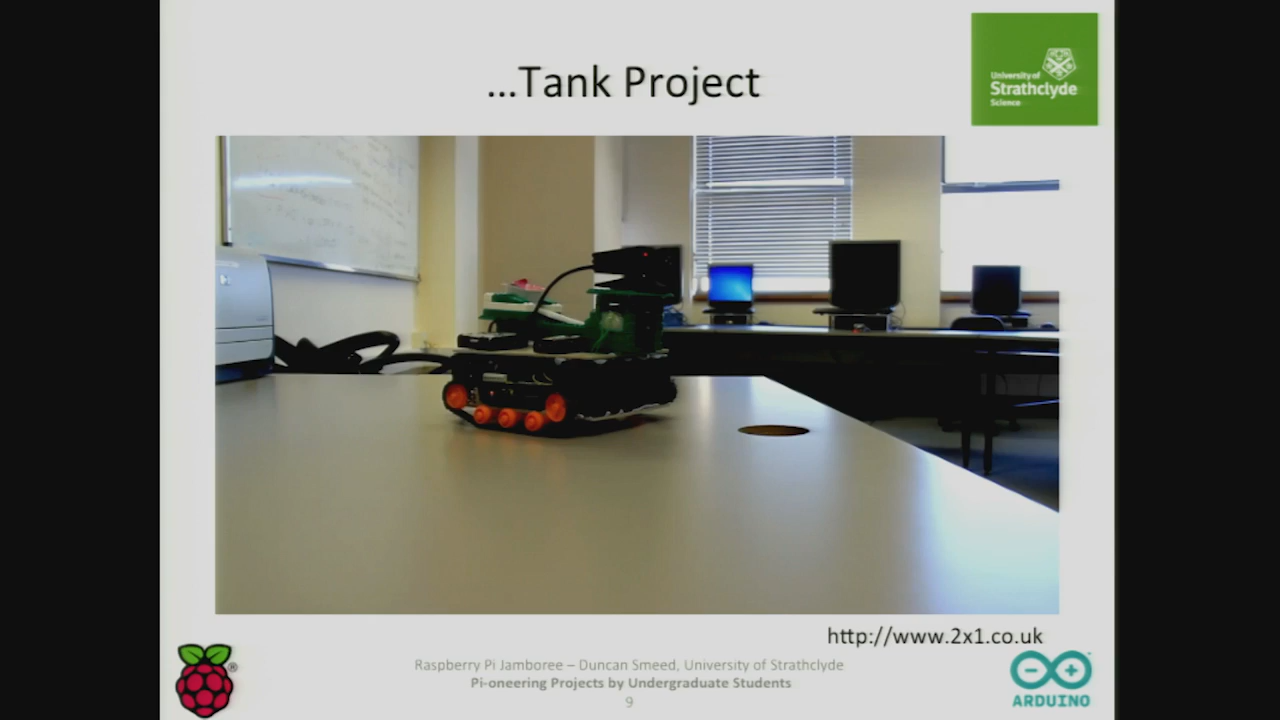 ...Tank Project
University of
Strathclyde
Science
http://www.2x1.co.uk
Raspberry Pi Jamboree – Duncan Smeed, University of Strathclyde
Pi-oneering Projects by Undergraduate Students
9
ARDUINO